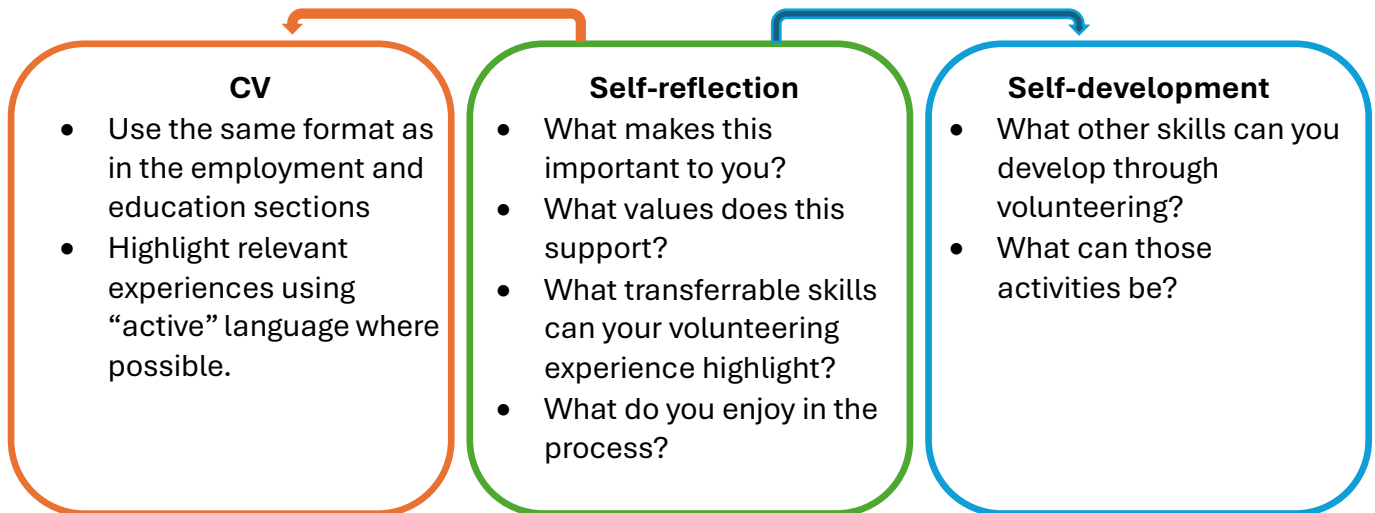 CV
• Use the same format as
in the employment and
education sections
• Highlight relevant
experiences using
“active” language where
possible.
Self-reflection
• What makes this
important to you?
• What values does this
support?
• What transferrable skills
can your volunteering
experience highlight?
• What do you enjoy in the
process?
Self-development
• What other skills can you
develop through
volunteering?
• What can those
activities be?